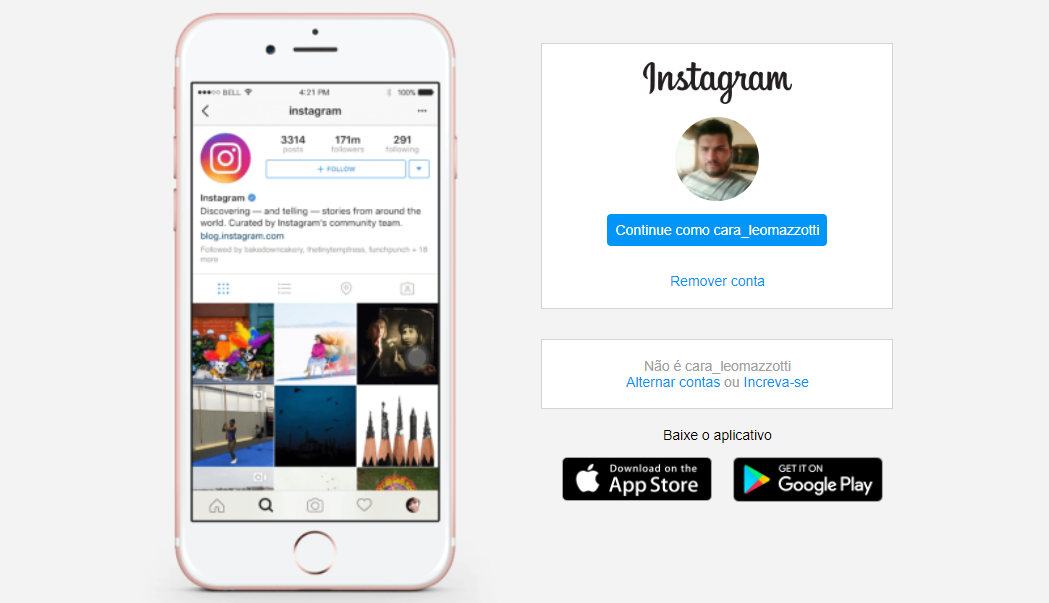 BELL 4:21 PM 100%
instagram
3314 171m 291
posts followers following
+ FOLLOW
Instagram
Discovering — and telling — stories from around the
world. Curated by Instagram's community team.
blog.instagram.com
Followed by bakedowncakery, thetinytemptress, funchpunch + 18
more
Instagram
Continue como cara_leomazzotti
Remover conta
Não é cara_leomazzotti
Alternar contas ou Increva-se
Baixe o aplicativo
Download on the
App Store
GET IT ON
Google Play